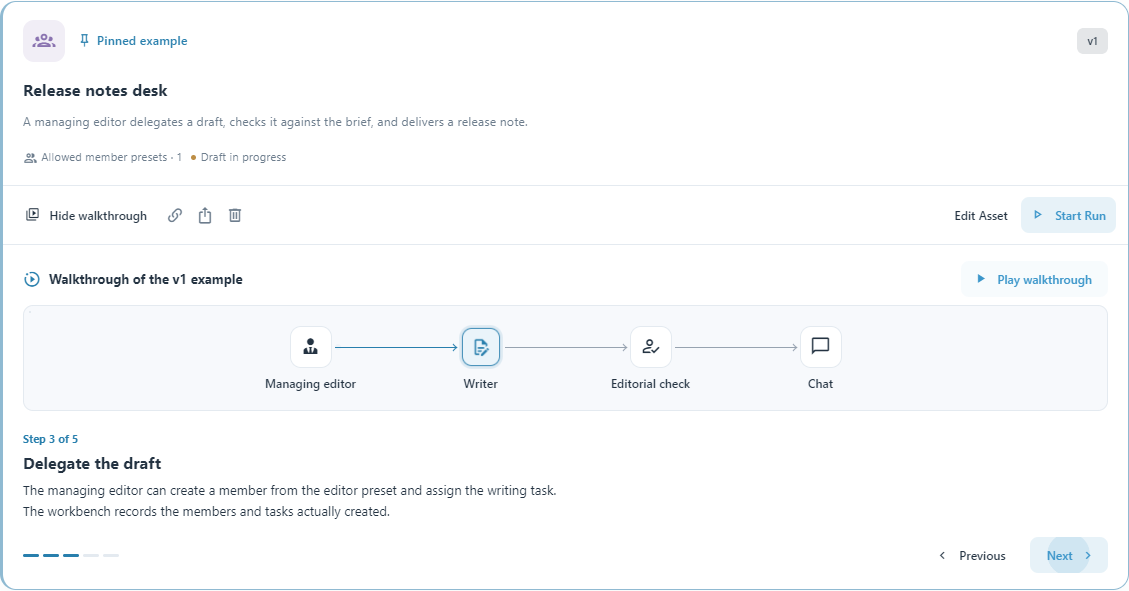 Pinned example
v1
Release notes desk
A managing editor delegates a draft, checks it against the brief, and delivers a release note.
Allowed member presets · 1 • Draft in progress
Hide walkthrough
Edit Asset
Start Run
Walkthrough of the v1 example
Play walkthrough
Managing editor
Writer
Editorial check
Chat
Step 3 of 5
Delegate the draft
The managing editor can create a member from the editor preset and assign the writing task.
The workbench records the members and tasks actually created.
Previous
Next